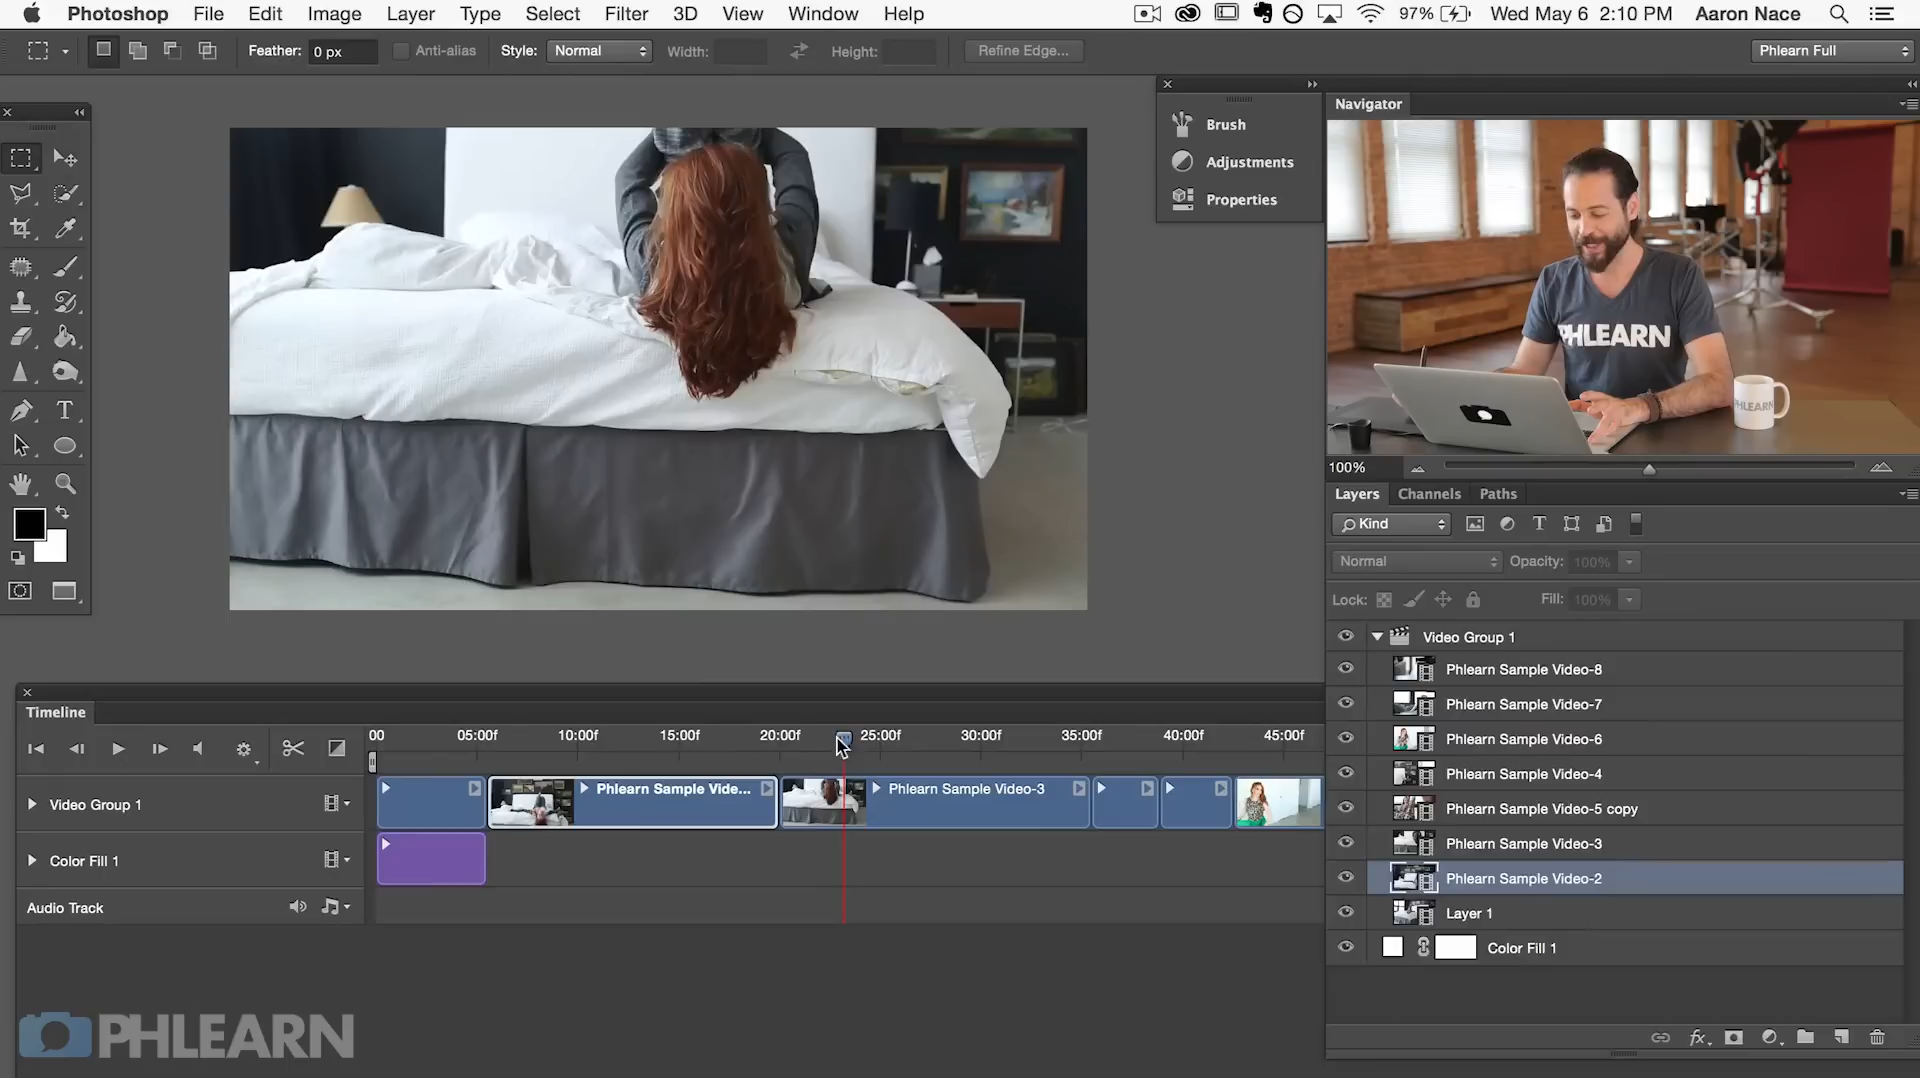 Photoshop File Edit Image Layer Type Select Filter 3D View Window Help 97% Wed May 6 2:10 PM Aaron Nace
Feather: 0 px Anti-alias Style: Normal Width: Height: Refine Edge... Phlearn Full
Navigator
Brush
Adjustments
Properties
PHLEARN
PHLEARN
100%
Layers Channels Paths
Kind T
Normal Opacity: 100%
Lock: Fill: 100%
Video Group 1
Phlearn Sample Video-8
Phlearn Sample Video-7
Phlearn Sample Video-6
Phlearn Sample Video-4
Phlearn Sample Video-5 copy
Phlearn Sample Video-3
Phlearn Sample Video-2
Layer 1
Color Fill 1
fx
Timeline
00 05:00f 10:00f 15:00f 20:00f 25:00f 30:00f 35:00f 40:00f 45:00f
Video Group 1 Phlearn Sample Vide... Phlearn Sample Video-3
Color Fill 1
Audio Track
PHLEARN